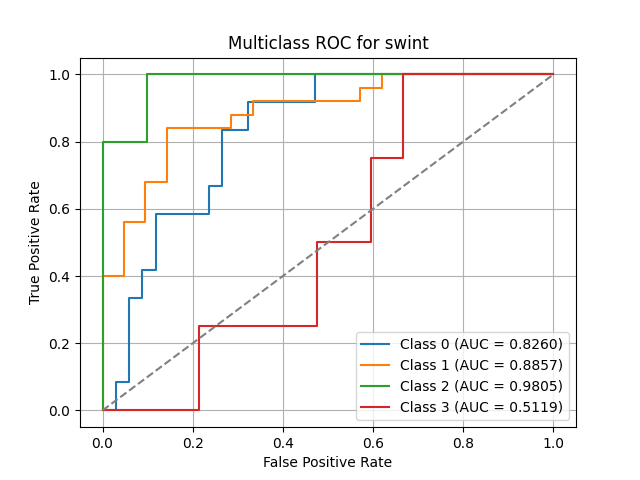 Multiclass ROC for swint
True Positive Rate
1.0
0.8
0.6
0.4
0.2
0.0
0.0 0.2 0.4 0.6 0.8 1.0
False Positive Rate
Class 0 (AUC = 0.8260)
Class 1 (AUC = 0.8857)
Class 2 (AUC = 0.9805)
Class 3 (AUC = 0.5119)